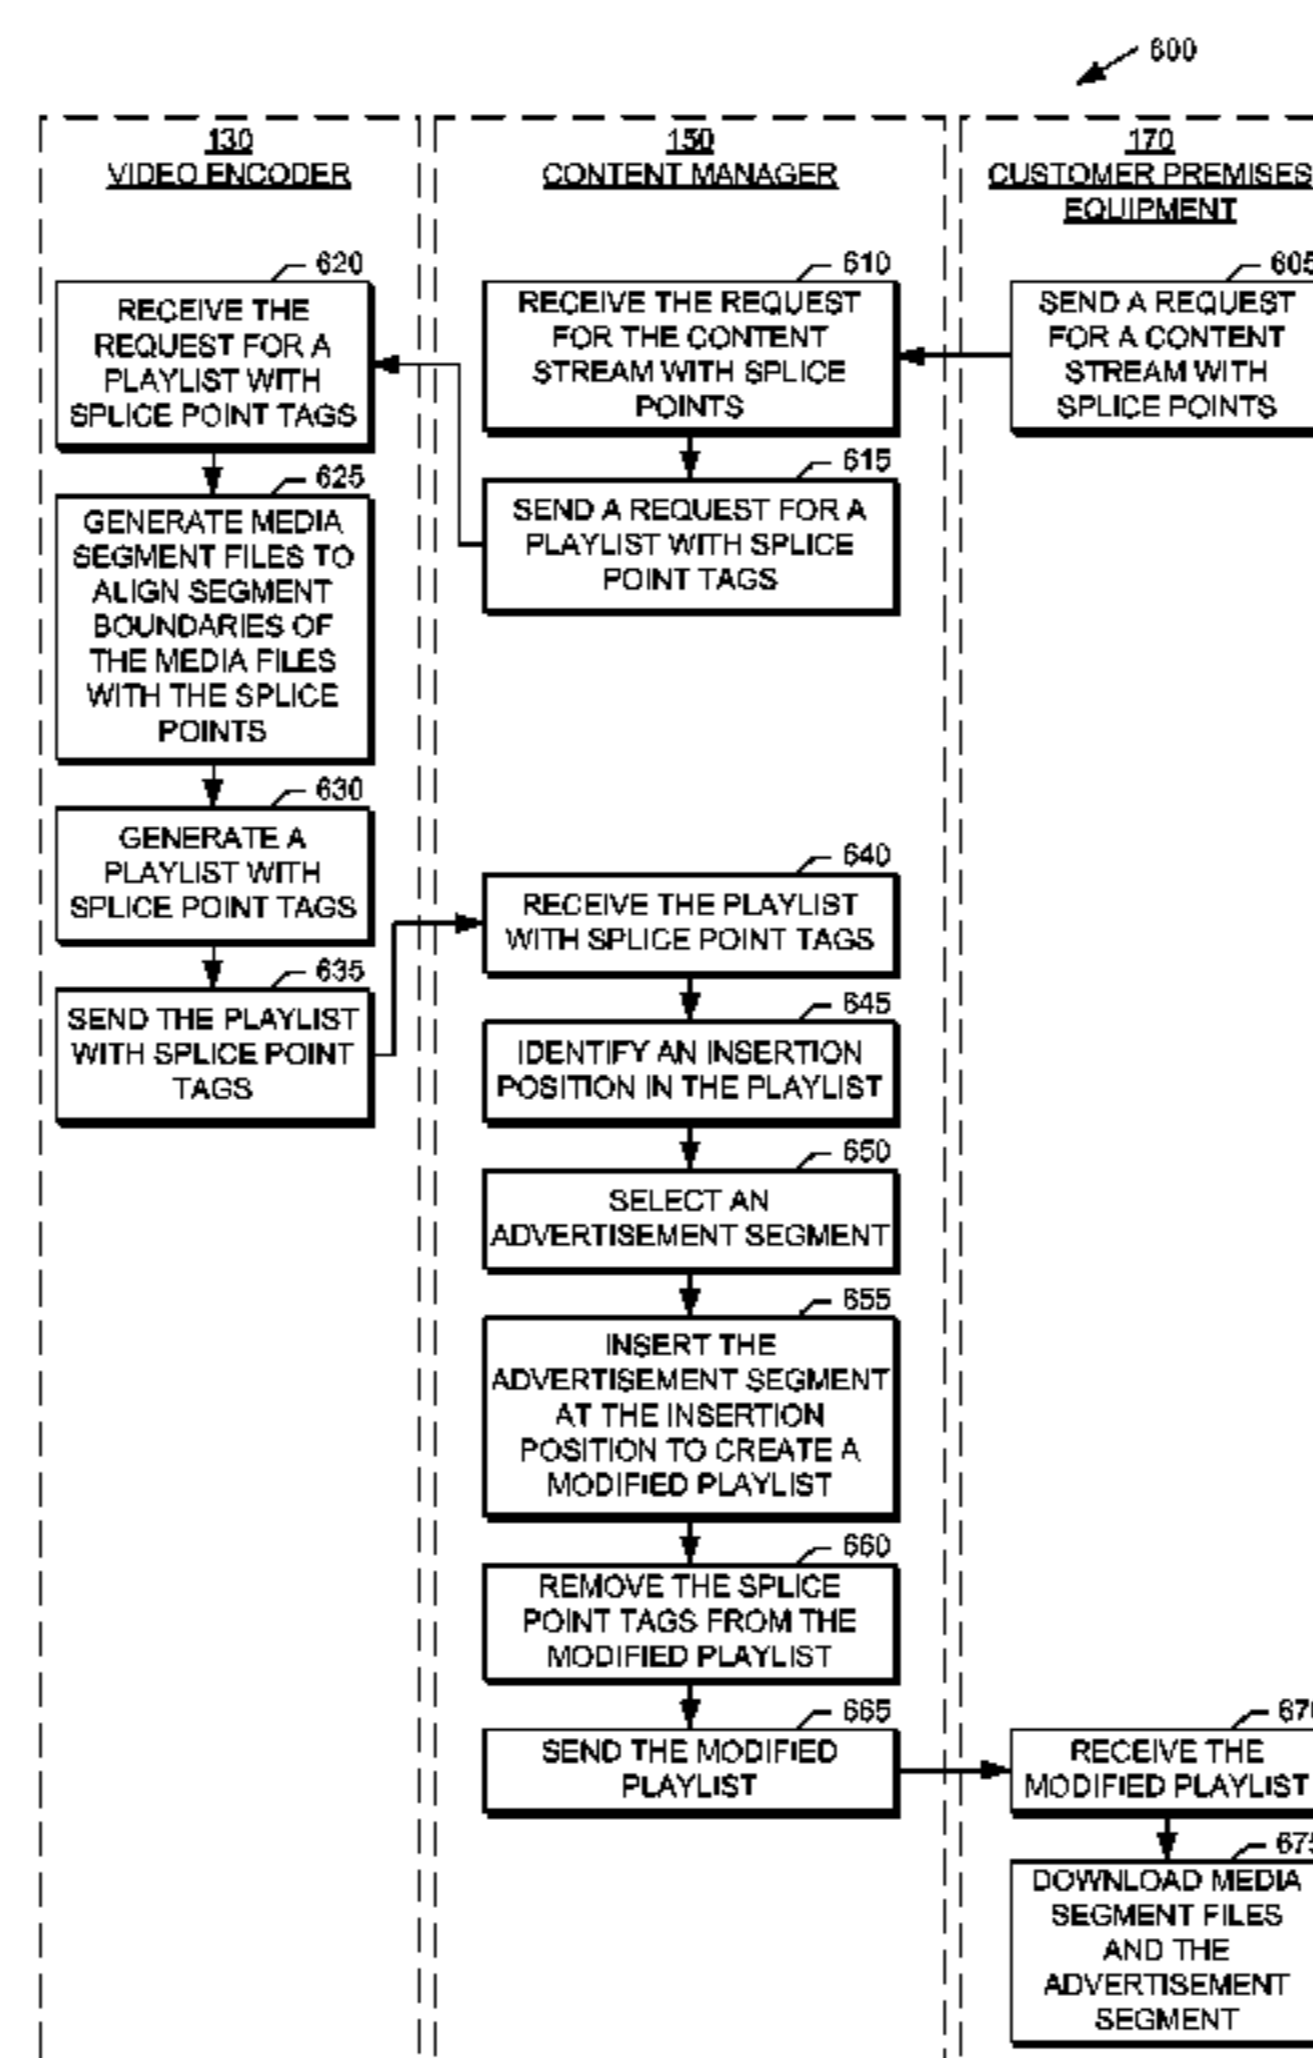 600
130
VIDEO ENCODER
620
RECEIVE THE
REQUEST FOR A
PLAYLIST WITH
SPLICE POINT TAGS
625
GENERATE MEDIA
SEGMENT FILES TO
ALIGN SEGMENT
BOUNDARIES OF
THE MEDIA FILES
WITH THE SPLICE
POINTS
630
GENERATE A
PLAYLIST WITH
SPLICE POINT TAGS
635
SEND THE PLAYLIST
WITH SPLICE POINT
TAGS
150
CONTENT MANAGER
610
RECEIVE THE REQUEST
FOR THE CONTENT
STREAM WITH SPLICE
POINTS
615
SEND A REQUEST FOR A
PLAYLIST WITH SPLICE
POINT TAGS
640
RECEIVE THE PLAYLIST
WITH SPLICE POINT TAGS
645
IDENTIFY AN INSERTION
POSITION IN THE PLAYLIST
650
SELECT AN
ADVERTISEMENT SEGMENT
655
INSERT THE
ADVERTISEMENT SEGMENT
AT THE INSERTION
POSITION TO CREATE A
MODIFIED PLAYLIST
660
REMOVE THE SPLICE
POINT TAGS FROM THE
MODIFIED PLAYLIST
665
SEND THE MODIFIED
PLAYLIST
170
CUSTOMER PREMISES
EQUIPMENT
605
SEND A REQUEST
FOR A CONTENT
STREAM WITH
SPLICE POINTS
670
RECEIVE THE
MODIFIED PLAYLIST
675
DOWNLOAD MEDIA
SEGMENT FILES
AND THE
ADVERTISEMENT
SEGMENT